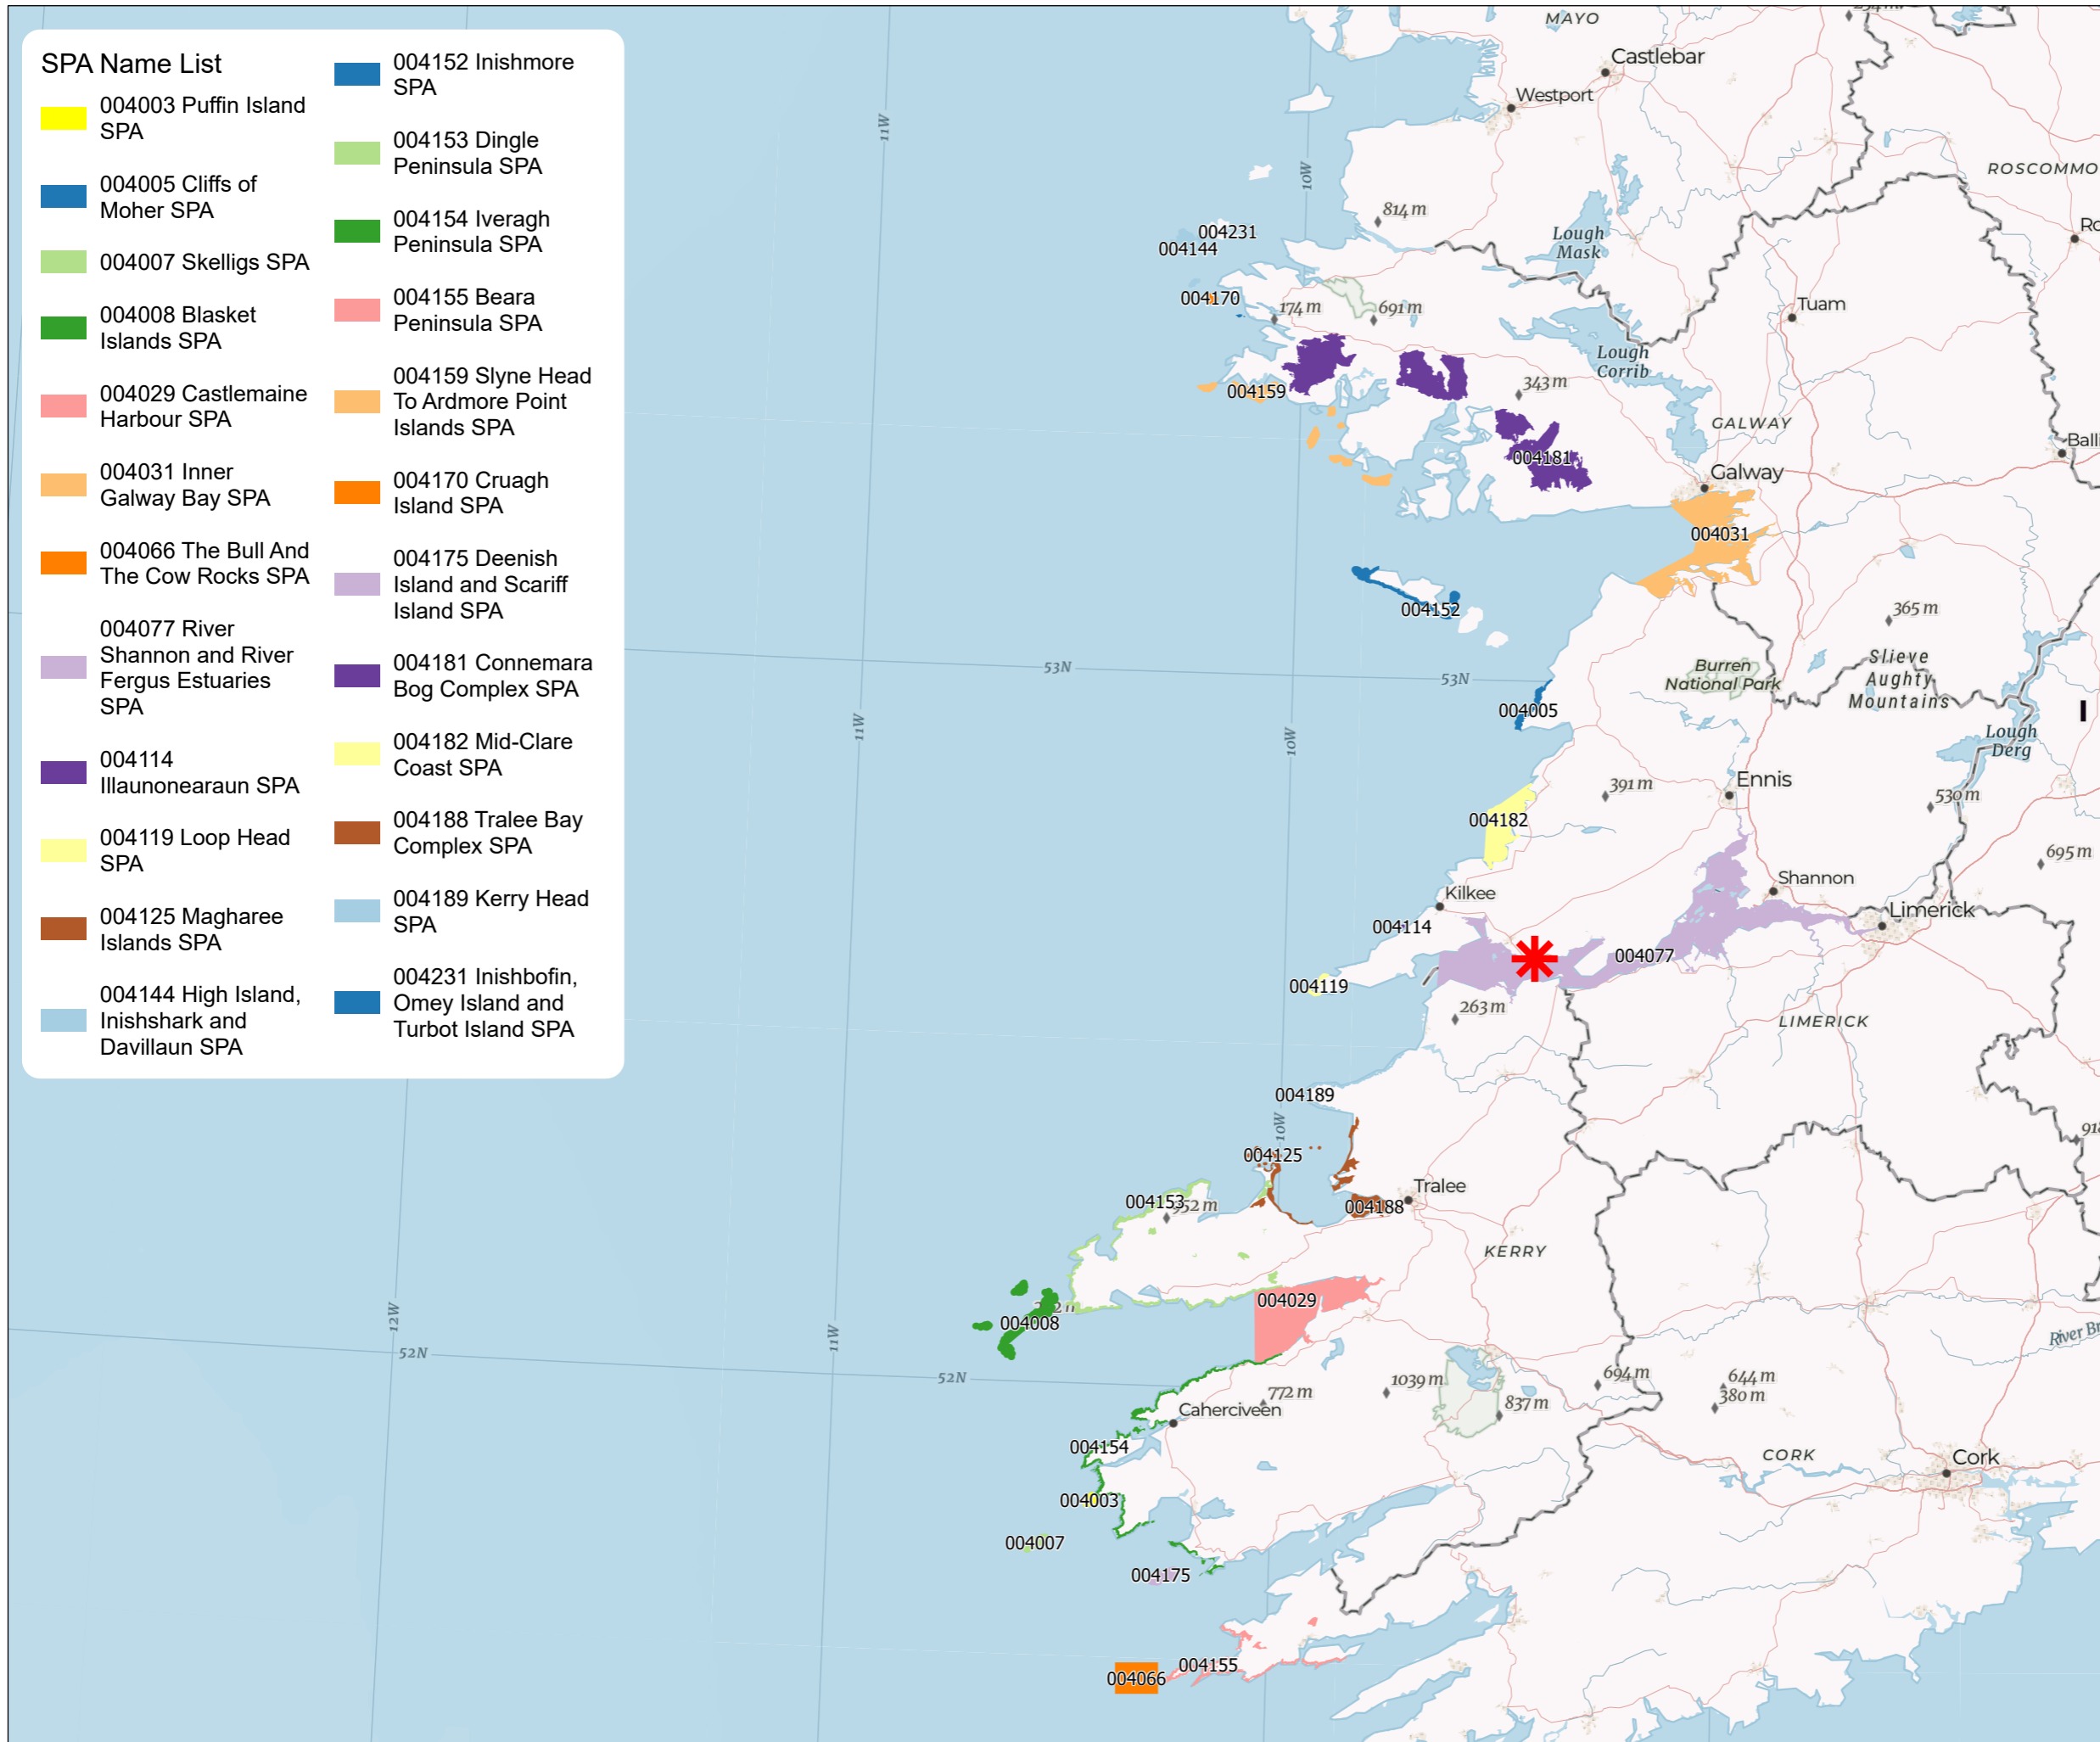 SPA Name List
004003 Puffin Island
SPA
004005 Cliffs of
Moher SPA
004007 Skelligs SPA
004008 Blasket
Islands SPA
004029 Castlemaine
Harbour SPA
004031 Inner
Galway Bay SPA
004066 The Bull And
The Cow Rocks SPA
004077 River
Shannon and River
Fergus Estuaries
SPA
004114
Illaunonearaun SPA
004119 Loop Head
SPA
004125 Magharee
Islands SPA
004144 High Island,
Inishshark and
Davillaun SPA
004152 Inishmore
SPA
004153 Dingle
Peninsula SPA
004154 Iveragh
Peninsula SPA
004155 Beara
Peninsula SPA
004159 Slyne Head
To Ardmore Point
Islands SPA
004170 Cruagh
Island SPA
004175 Deenish
Island and Scariff
Island SPA
004181 Connemara
Bog Complex SPA
004182 Mid-Clare
Coast SPA
004188 Tralee Bay
Complex SPA
004189 Kerry Head
SPA
004231 Inishbofin,
Omey Island and
Turbot Island SPA
MAYO
Castlebar
Westport
11W
10W
ROSCOMMO
814 m
004231
004144
Lough
Mask
004170
174 m
691 m
Tuam
Lough
Corrib
343 m
004159
GALWAY
Ball
004181
Galway
004031
004152
365 m
53N
53N
Burren
National Park
Slieve
Aughty
Mountains
004005
11W
10W
Lough
Derg
391 m
Ennis
530 m
004182
695 m
Shannon
Kilkee
Limerick
004114
004077
004119
263 m
LIMERICK
004189
10W
004125
Tralee
004153
952 m
004188
KERRY
004029
12W
11W
004008
52N
52N
River Br
772 m
1039 m
694 m
644 m
380 m
837 m
Caherciveen
004154
CORK
Cork
004003
004007
004175
004155
004066